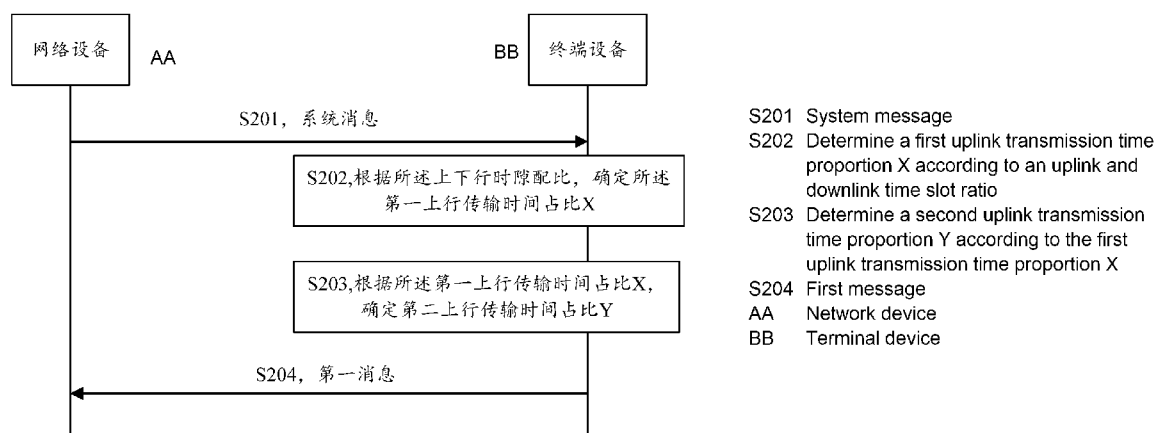 网络设备
AA
BB
终端设备
S201，系统消息
S202,根据所述上下行时隙配比，确定所述
第一上行传输时间占比X
S203,根据所述第一上行传输时间占比X，
确定第二上行传输时间占比Y
S204，第一消息
S201 System message
S202 Determine a first uplink transmission time
proportion X according to an uplink and
downlink time slot ratio
S203 Determine a second uplink transmission
time proportion Y according to the first
uplink transmission time proportion X
S204 First message
AA Network device
BB Terminal device